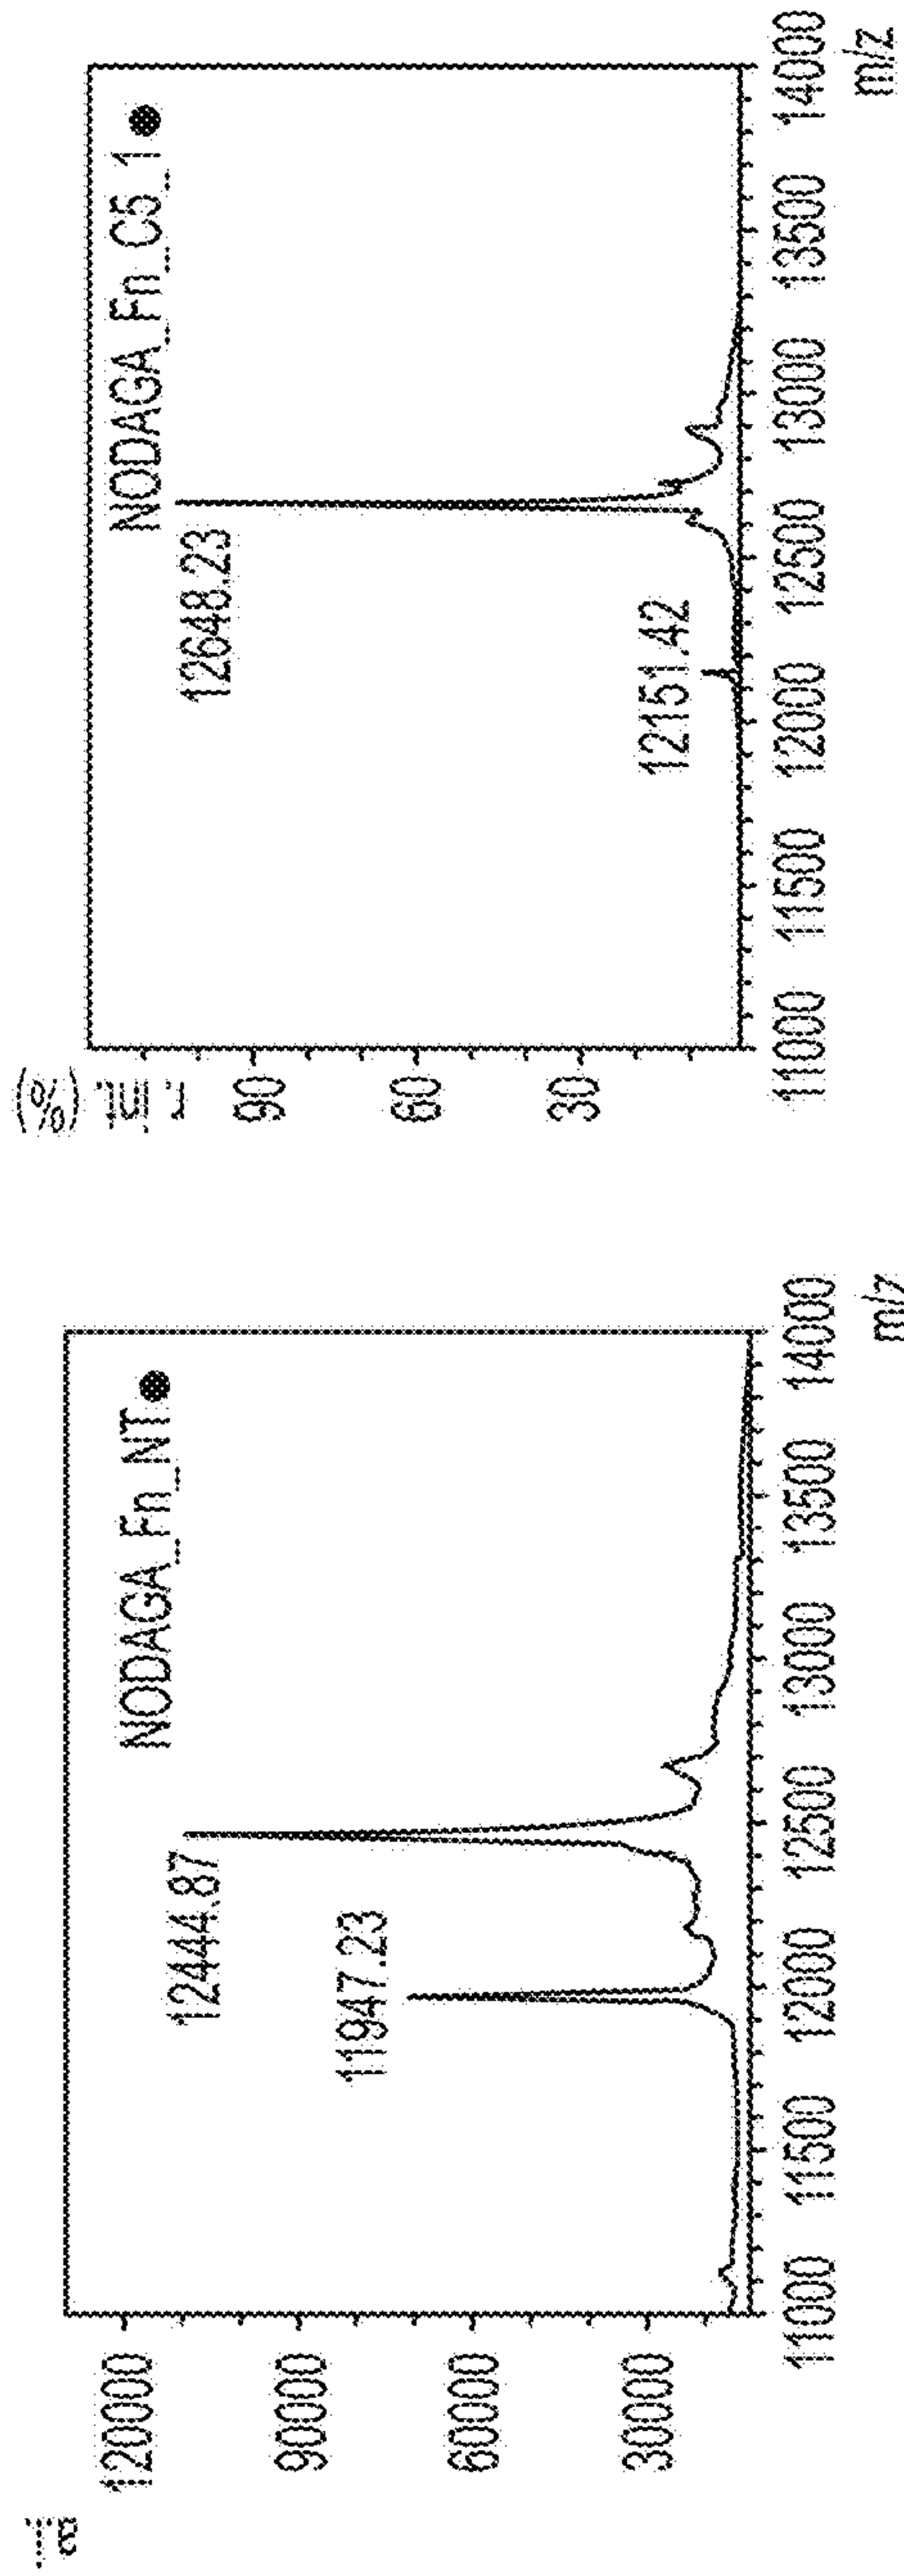 a.i.
NODAGA_Fn_NT
12444.87
11947.23
120000
90000
60000
30000
11000 11500 12000 12500 13000 13500 14000
m/z
r. int. (%)
NODAGA_Fn_C5_1
12648.23
12151.42
90
60
30
11000 11500 12000 12500 13000 13500 14000
m/z